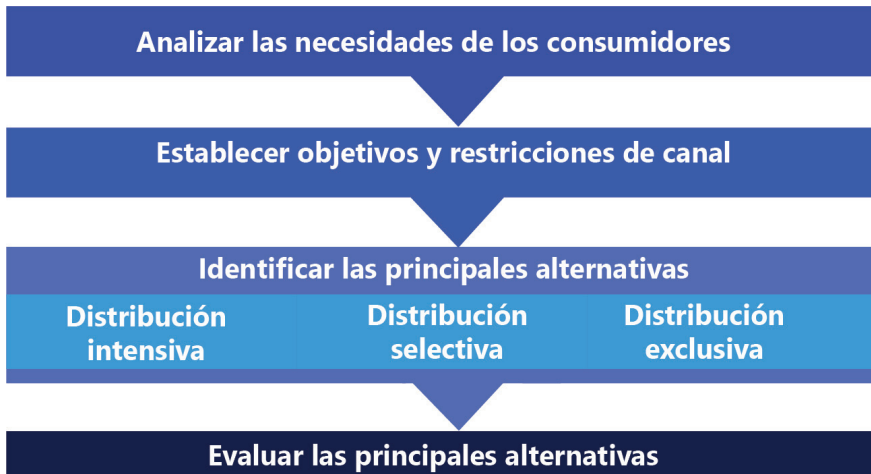 Analizar las necesidades de los consumidores
Establecer objetivos y restricciones de canal
Identificar las principales alternativas
Distribución
intensiva
Distribución
selectiva
Distribución
exclusiva
Evaluar las principales alternativas